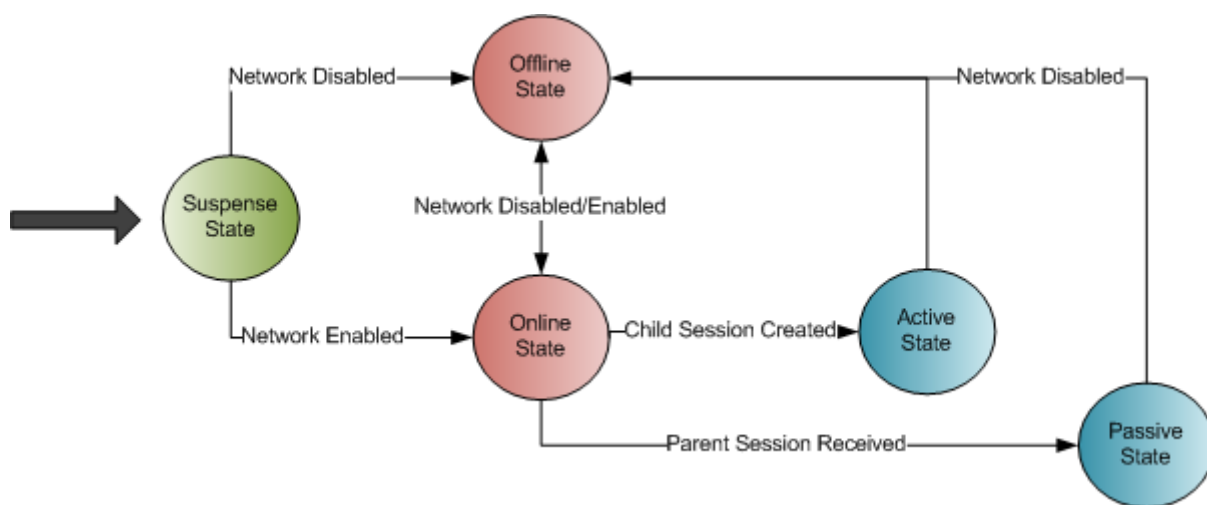 Network Disabled
Offline
State
Network Disabled
Suspense
State
Network Disabled/Enabled
Network Enabled
Online
State
Child Session Created
Active
State
Parent Session Received
Passive
State